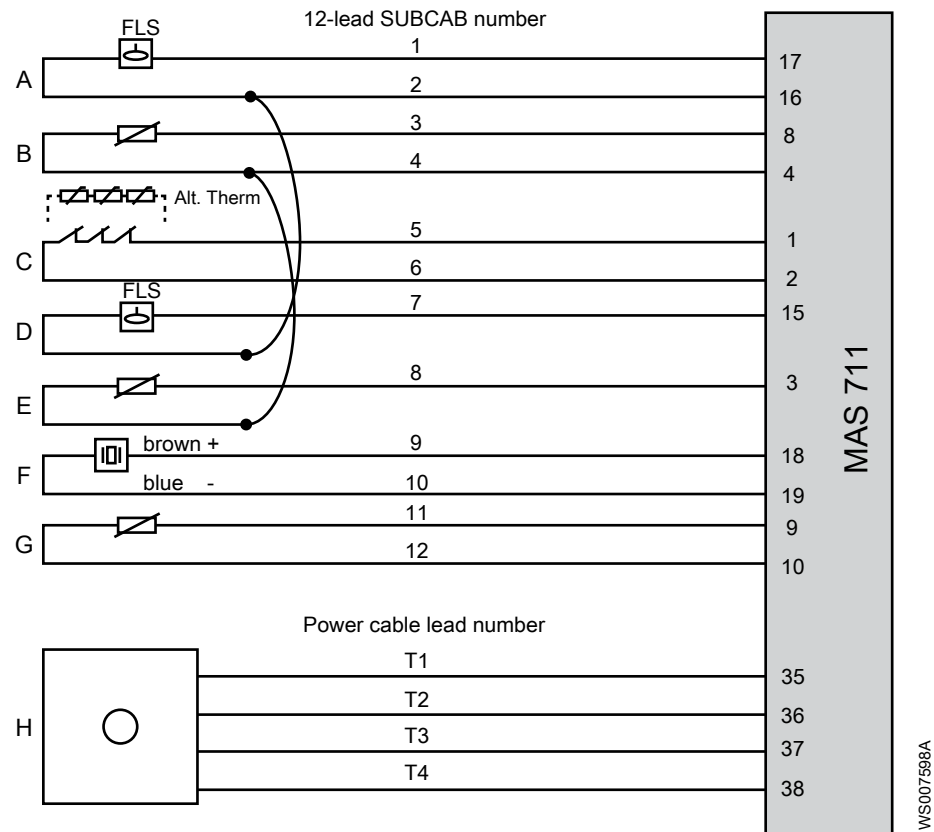 12-lead SUBCAB number
FLS
1
17
A
2
16
3
8
B
4
4
Alt. Therm
5
1
C
6
2
FLS
7
15
D
8
3
E
MAS 711
brown +
9
18
F
blue -
10
19
11
9
G
12
10
Power cable lead number
T1
35
T2
36
H
T3
37
T4
38
WS007598A